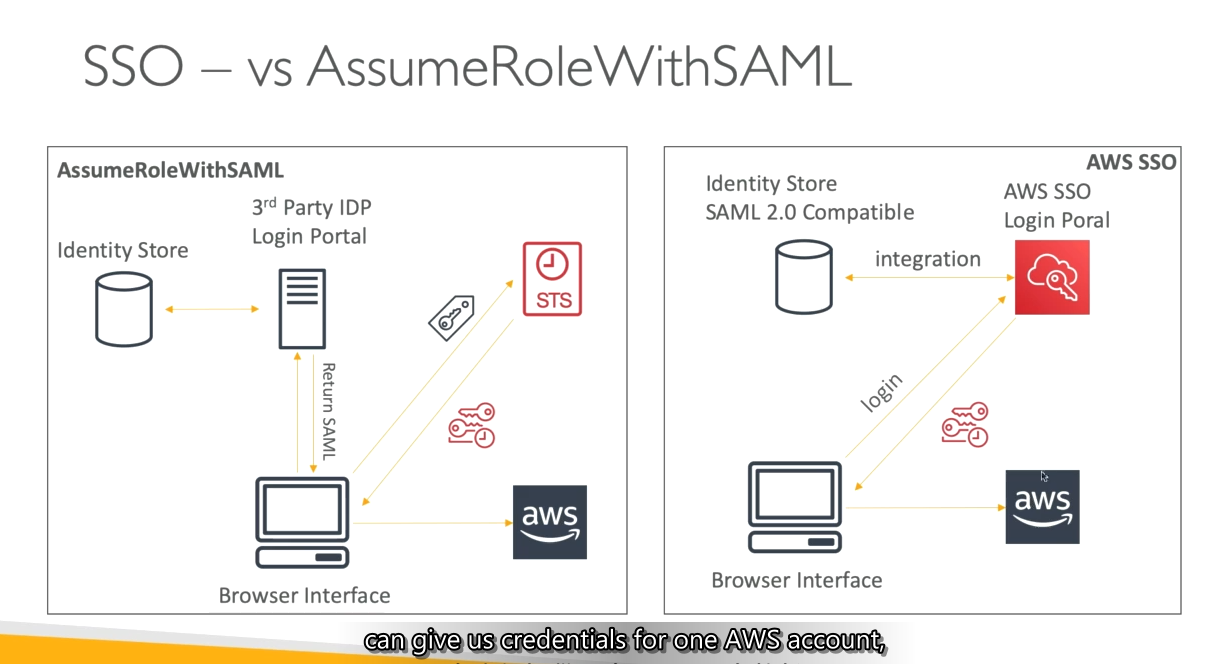 SSO – vs AssumeRoleWithSAML
AssumeRoleWithSAML
3rd Party IDP
Login Portal
Identity Store
STS
Return SAML
aws
Browser Interface
AWS SSO
Identity Store
SAML 2.0 Compatible
AWS SSO
Login Poral
integration
login
aws
Browser Interface
can give us credentials for one AWS account,